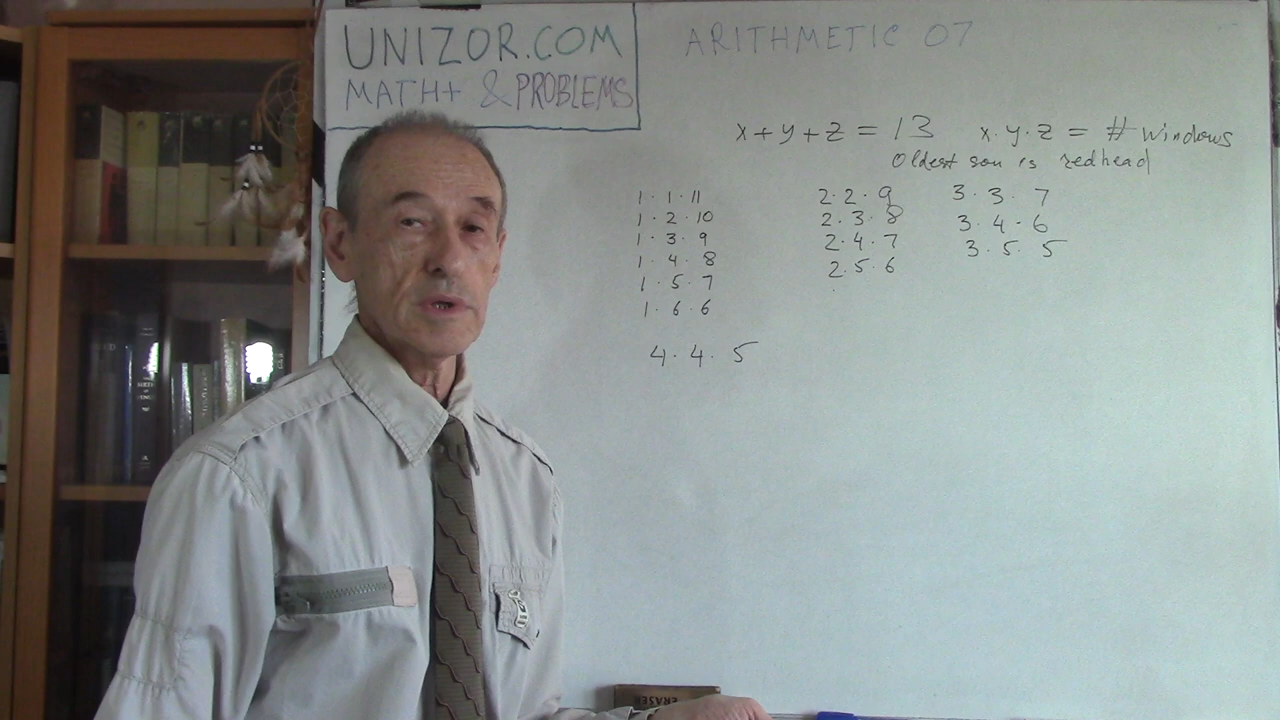 UNIZOR.COM
MATH+ & PROBLEMS
ARITHMETIC 07
x + y + z = 13 x · y · z = # windows
Oldest son is redhead
1 · 1 · 11
1 · 2 · 10
1 · 3 · 9
1 · 4 · 8
1 · 5 · 7
1 · 6 · 6
2 · 2 · 9
2 · 3 · 8
2 · 4 · 7
2 · 5 · 6
3 · 3 · 7
3 · 4 · 6
3 · 5 · 5
4 · 4 · 5
ERASER